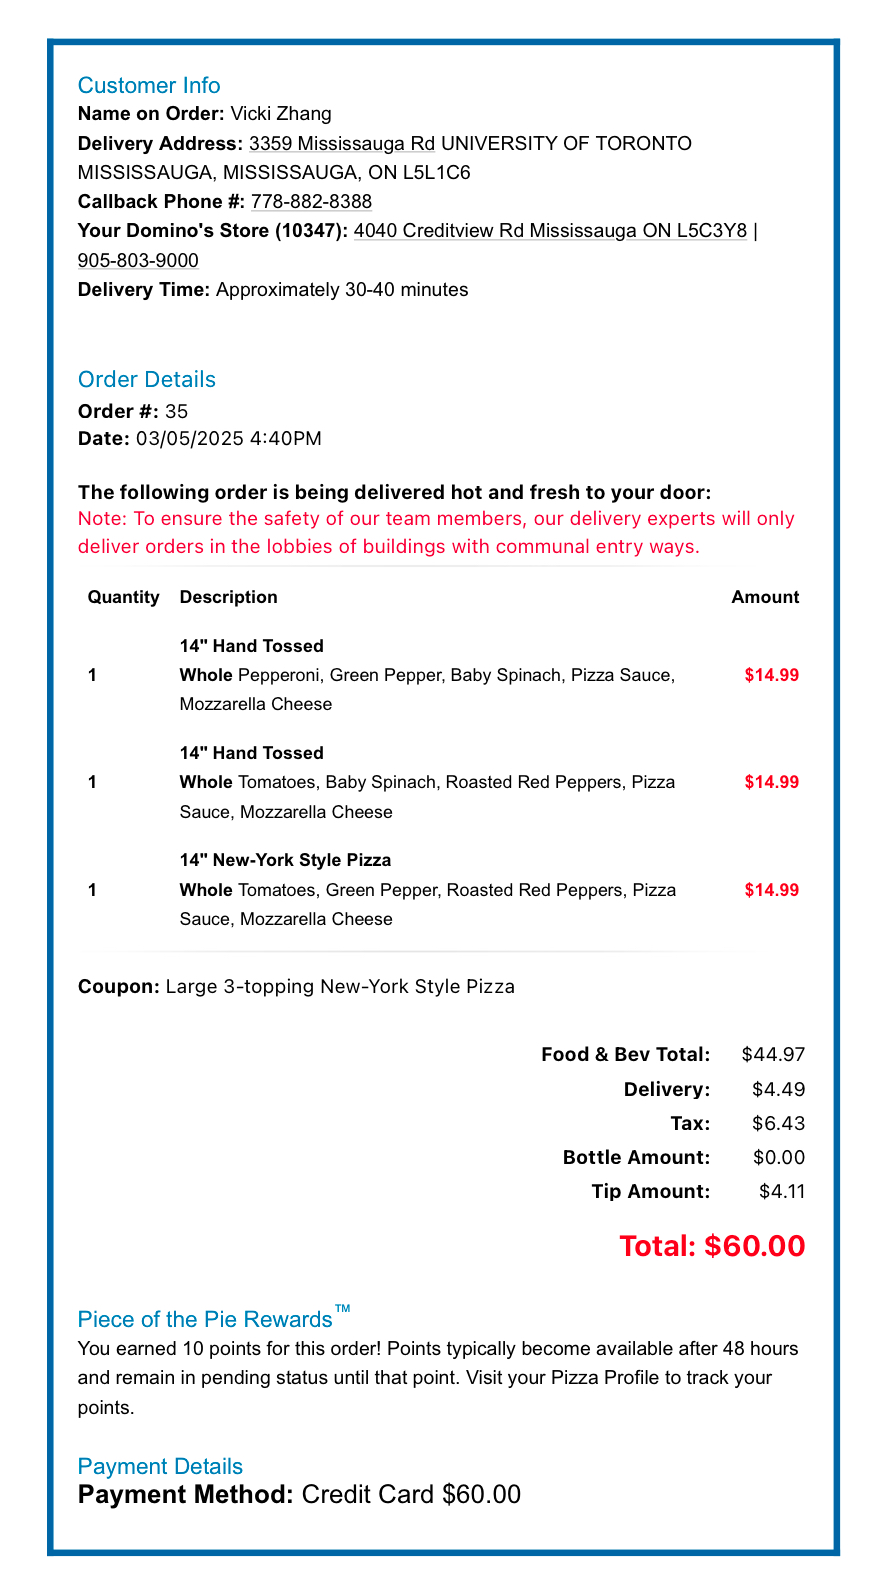 Customer Info
Name on Order: Vicki Zhang
Delivery Address: 3359 Mississauga Rd UNIVERSITY OF TORONTO
MISSISSAUGA, MISSISSAUGA, ON L5L1C6
Callback Phone #: 778-882-8388
Your Domino's Store (10347): 4040 Creditview Rd Mississauga ON L5C3Y8 |
905-803-9000
Delivery Time: Approximately 30-40 minutes
Order Details
Order #: 35
Date: 03/05/2025 4:40PM
The following order is being delivered hot and fresh to your door:
Note: To ensure the safety of our team members, our delivery experts will only
deliver orders in the lobbies of buildings with communal entry ways.
Quantity Description Amount
14" Hand Tossed
1 Whole Pepperoni, Green Pepper, Baby Spinach, Pizza Sauce, $14.99
Mozzarella Cheese
14" Hand Tossed
1 Whole Tomatoes, Baby Spinach, Roasted Red Peppers, Pizza $14.99
Sauce, Mozzarella Cheese
14" New-York Style Pizza
1 Whole Tomatoes, Green Pepper, Roasted Red Peppers, Pizza $14.99
Sauce, Mozzarella Cheese
Coupon: Large 3-topping New-York Style Pizza
Food & Bev Total: $44.97
Delivery: $4.49
Tax: $6.43
Bottle Amount: $0.00
Tip Amount: $4.11
Total: $60.00
Piece of the Pie Rewards™
You earned 10 points for this order! Points typically become available after 48 hours
and remain in pending status until that point. Visit your Pizza Profile to track your
points.
Payment Details
Payment Method: Credit Card $60.00